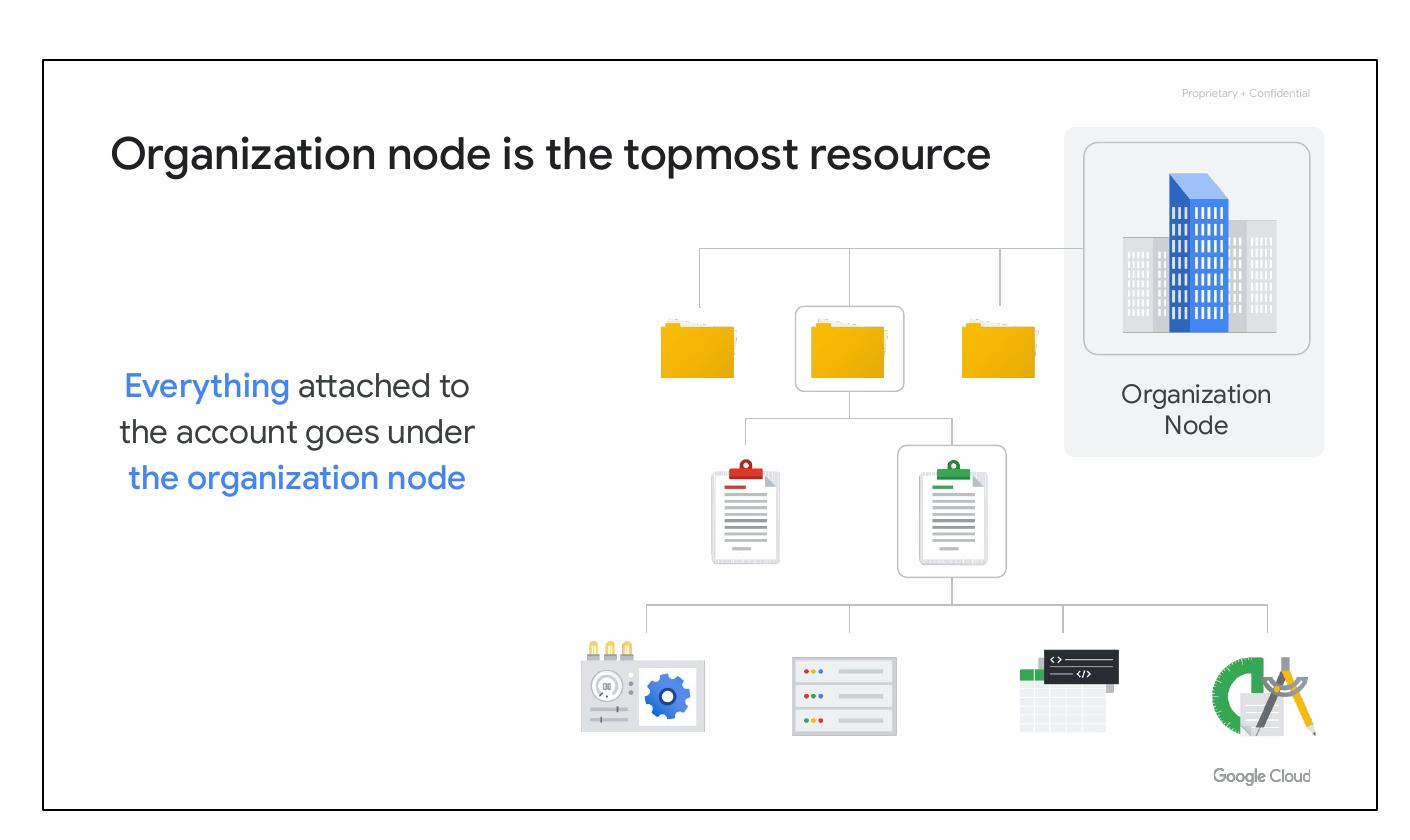 Proprietary + Confidential
Organization node is the topmost resource
Everything attached to
the account goes under
the organization node
Organization
Node
<>
</>
Google Cloud